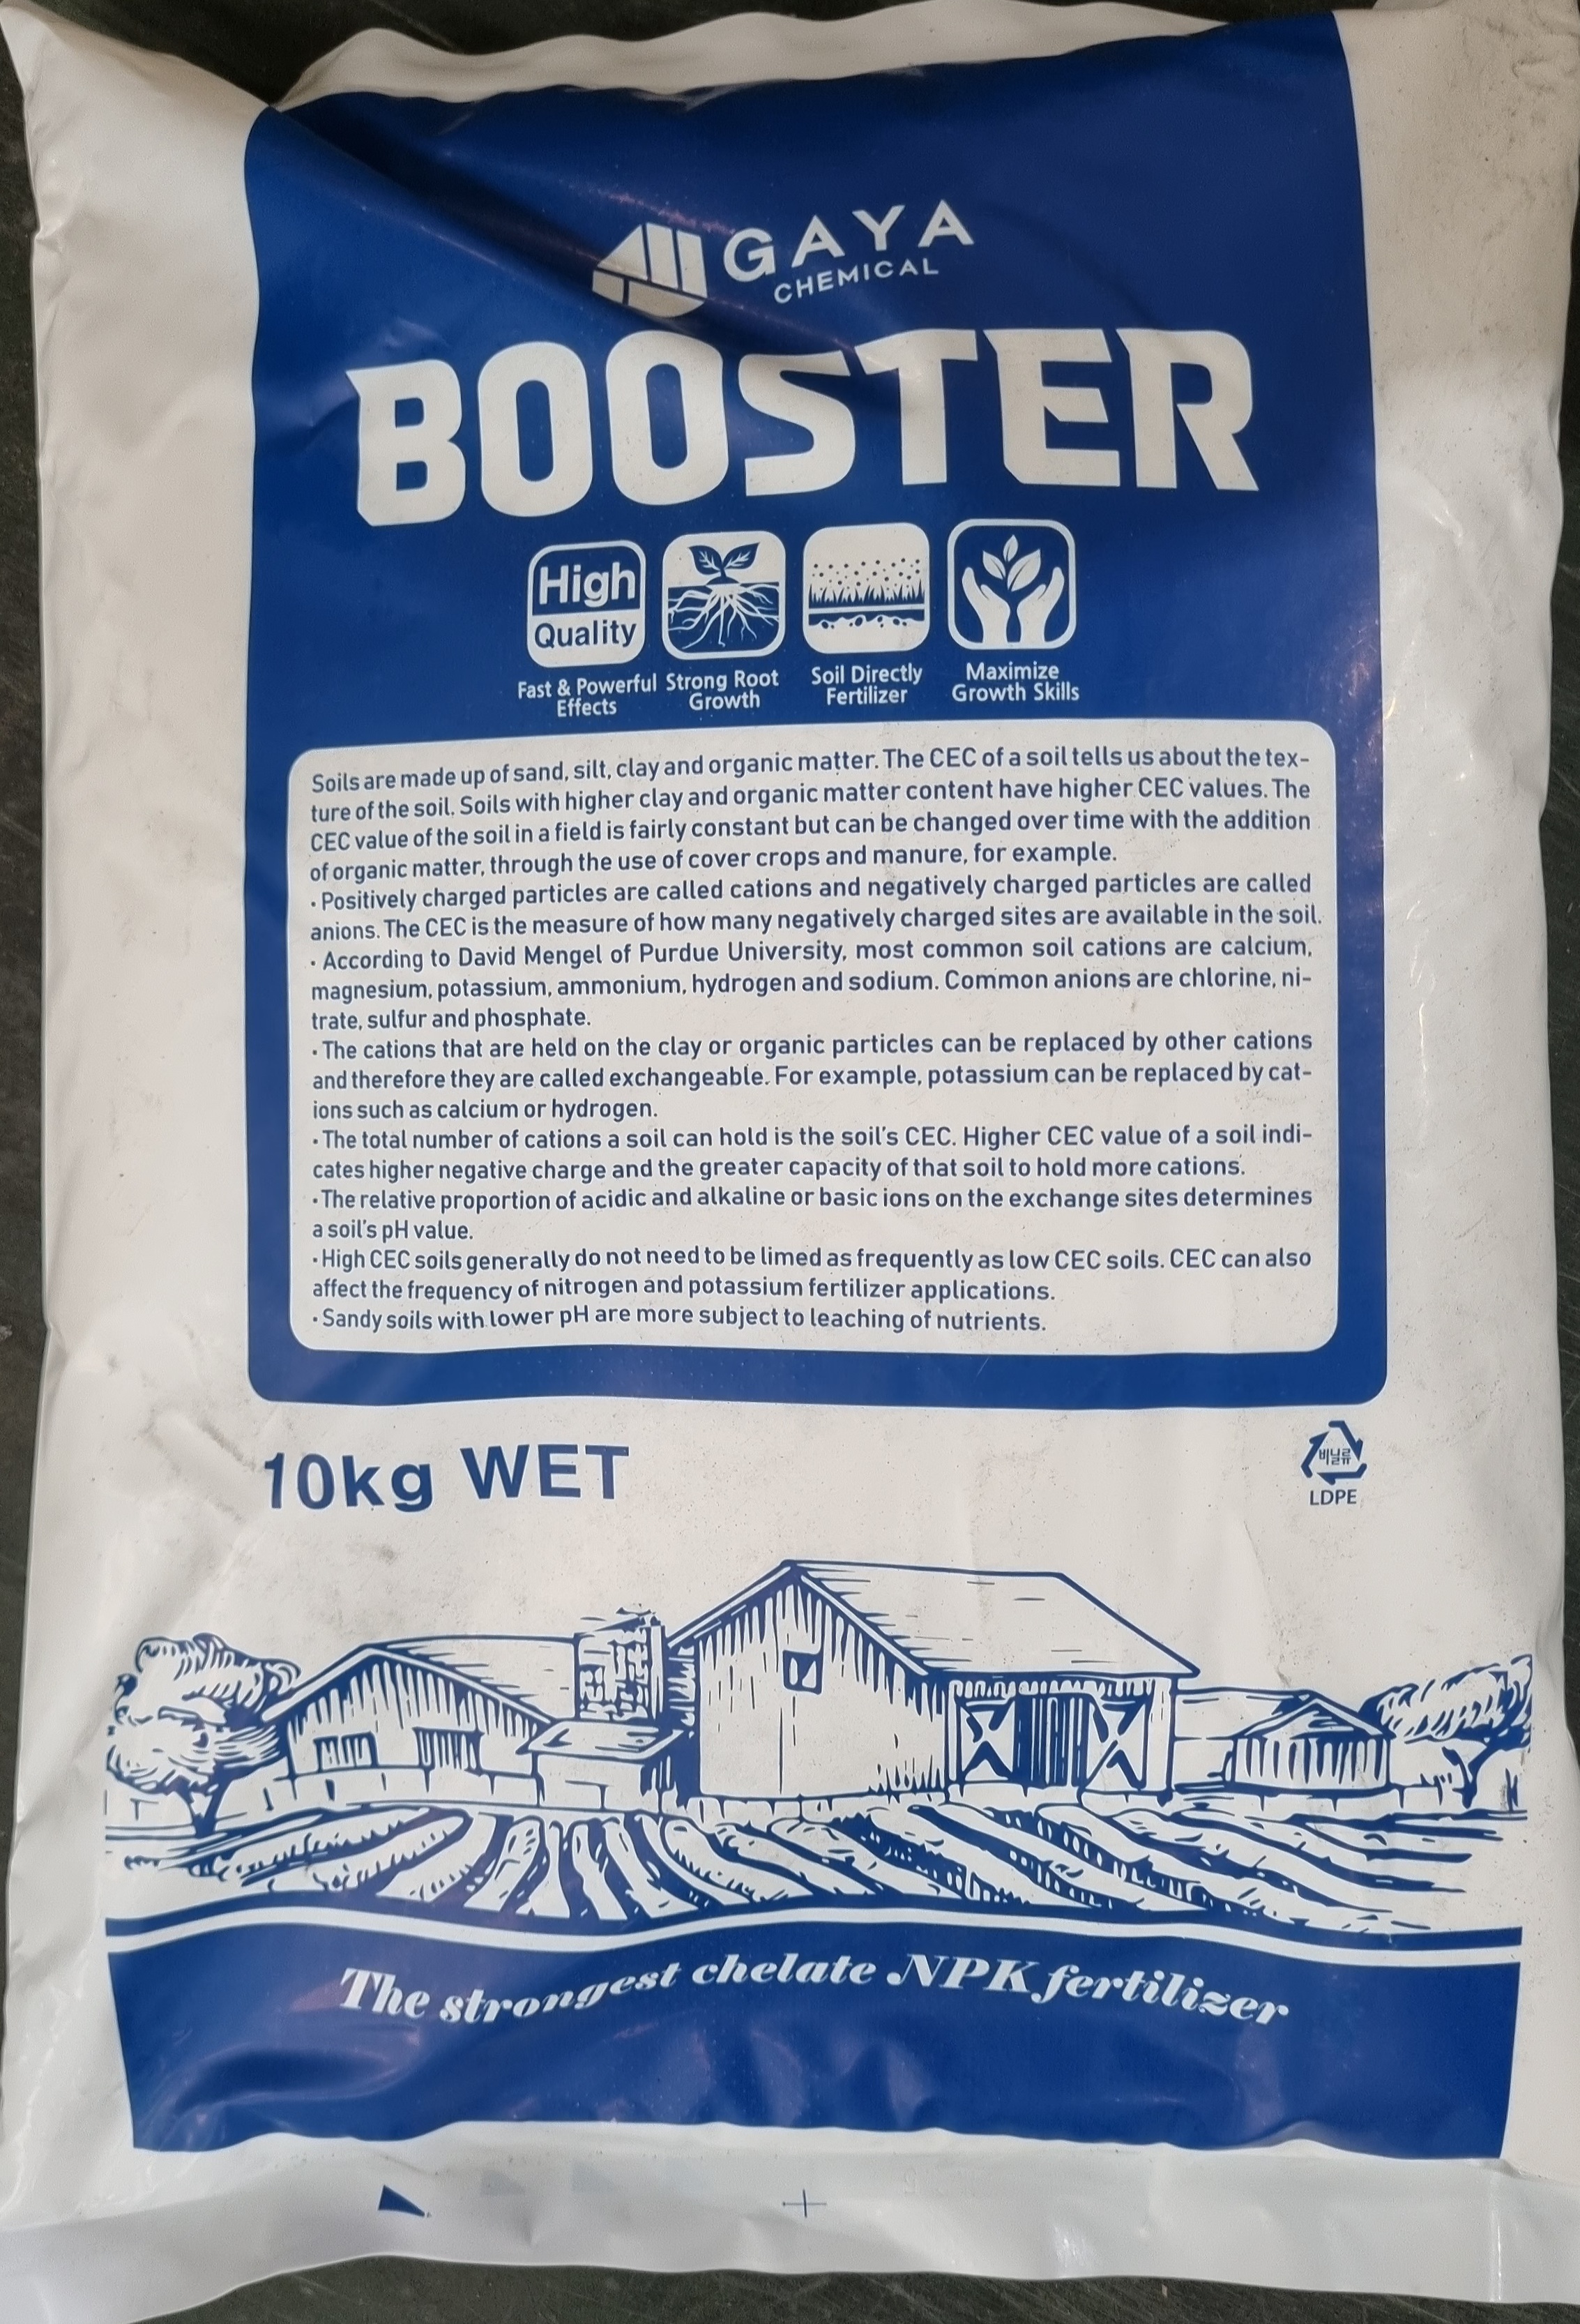 GAYA
CHEMICAL
BOOSTER
High
Quality
Fast & Powerful
Effects
Strong Root
Growth
Soil Directly
Fertilizer
Maximize
Growth Skills
Soils are made up of sand, silt, clay and organic matter. The CEC of a soil tells us about the tex-
ture of the soil. Soils with higher clay and organic matter content have higher CEC values. The
CEC value of the soil in a field is fairly constant but can be changed over time with the addition
of organic matter, through the use of cover crops and manure, for example.
· Positively charged particles are called cations and negatively charged particles are called
anions. The CEC is the measure of how many negatively charged sites are available in the soil.
· According to David Mengel of Purdue University, most common soil cations are calcium,
magnesium, potassium, ammonium, hydrogen and sodium. Common anions are chlorine, ni-
trate, sulfur and phosphate.
· The cations that are held on the clay or organic particles can be replaced by other cations
and therefore they are called exchangeable. For example, potassium can be replaced by cat-
ions such as calcium or hydrogen.
· The total number of cations a soil can hold is the soil's CEC. Higher CEC value of a soil indi-
cates higher negative charge and the greater capacity of that soil to hold more cations.
· The relative proportion of acidic and alkaline or basic ions on the exchange sites determines
a soil's pH value.
· High CEC soils generally do not need to be limed as frequently as low CEC soils. CEC can also
affect the frequency of nitrogen and potassium fertilizer applications.
· Sandy soils with lower pH are more subject to leaching of nutrients.
10kg WET
비닐류
LDPE
The strongest chelate NPK fertilizer